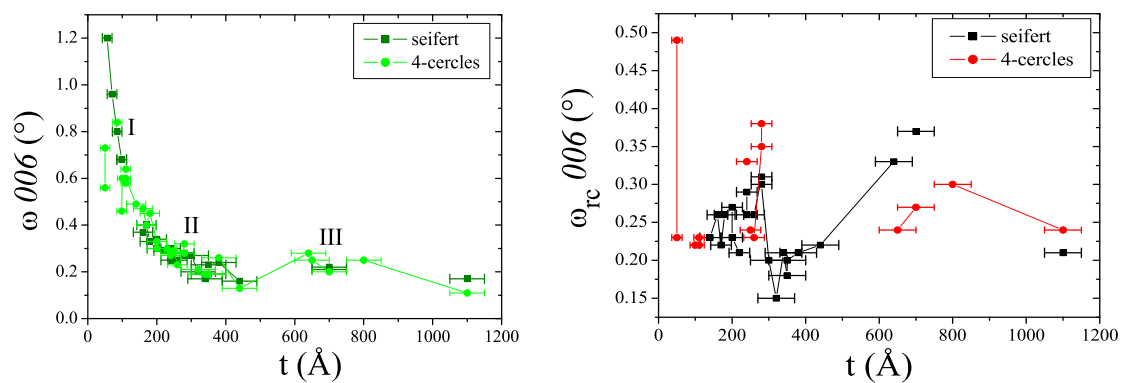 seifert
4-cercles
1.2
1.0
0.8
0.6
0.4
0.2
0.0
I
II
III
ω 006 (°)
0 200 400 600 800 1000 1200
t (Å)
seifert
4-cercles
0.50
0.45
0.40
0.35
0.30
0.25
0.20
0.15
ωrc 006 (°)
0 200 400 600 800 1000 1200
t (Å)